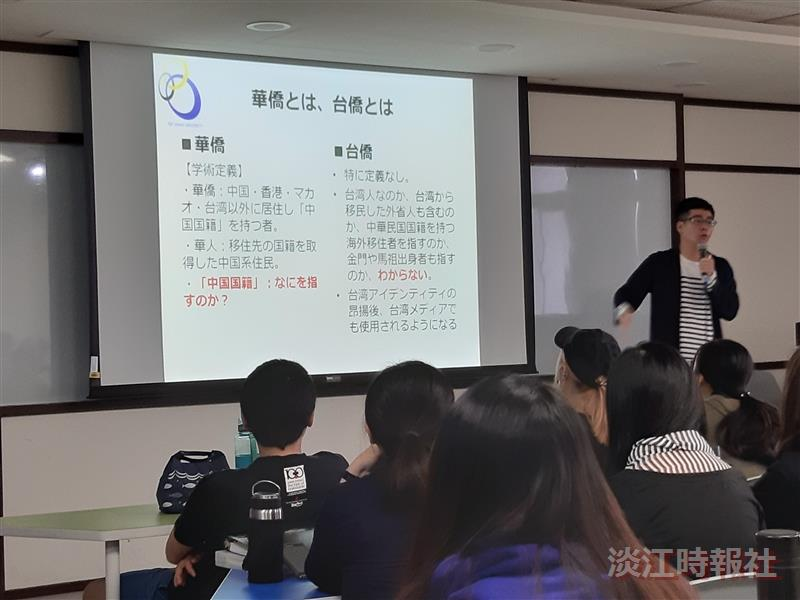 華僑とは、台僑とは
■華僑
【学術定義】
・華僑：中国・香港・マカ
オ・台湾以外に居住し「中
国国籍」を持つ者。
・華人：移住先の国籍を取
得した中国系住民。
・「中国国籍」：なにを指
すのか？
■台僑
・特に定義なし。
・台湾人なのか、台湾から
移民した外省人も含むの
か、中華民国国籍を持つ
海外移住者を指すのか、
金門や馬祖出身者も指す
のか、わからない。
・台湾アイデンティティの
昂揚後、台湾メディアで
も使用されるようになる
100
淡江時報社